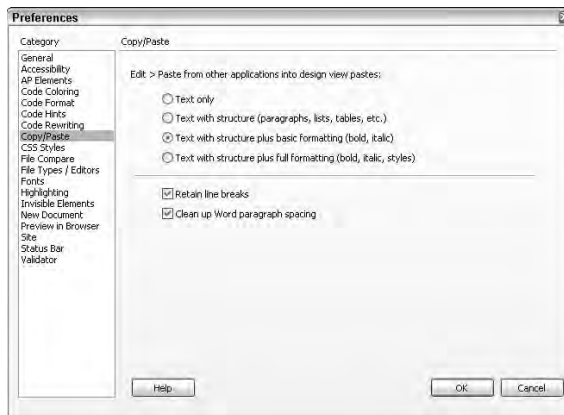 Preferences
Category
Copy/Paste
General
Accessibility
AP Elements
Code Coloring
Code Format
Code Hints
Code Rewriting
Copy/Paste
CSS Styles
File Compare
File Types / Editors
Fonts
Highlighting
Invisible Elements
New Document
Preview in Browser
Site
Status Bar
Validator
Edit > Paste from other applications into design view pastes:
Text only
Text with structure (paragraphs, lists, tables, etc.)
Text with structure plus basic formatting (bold, italic)
Text with structure plus full formatting (bold, italic, styles)
Retain line breaks
Clean up Word paragraph spacing
Help
OK
Cancel